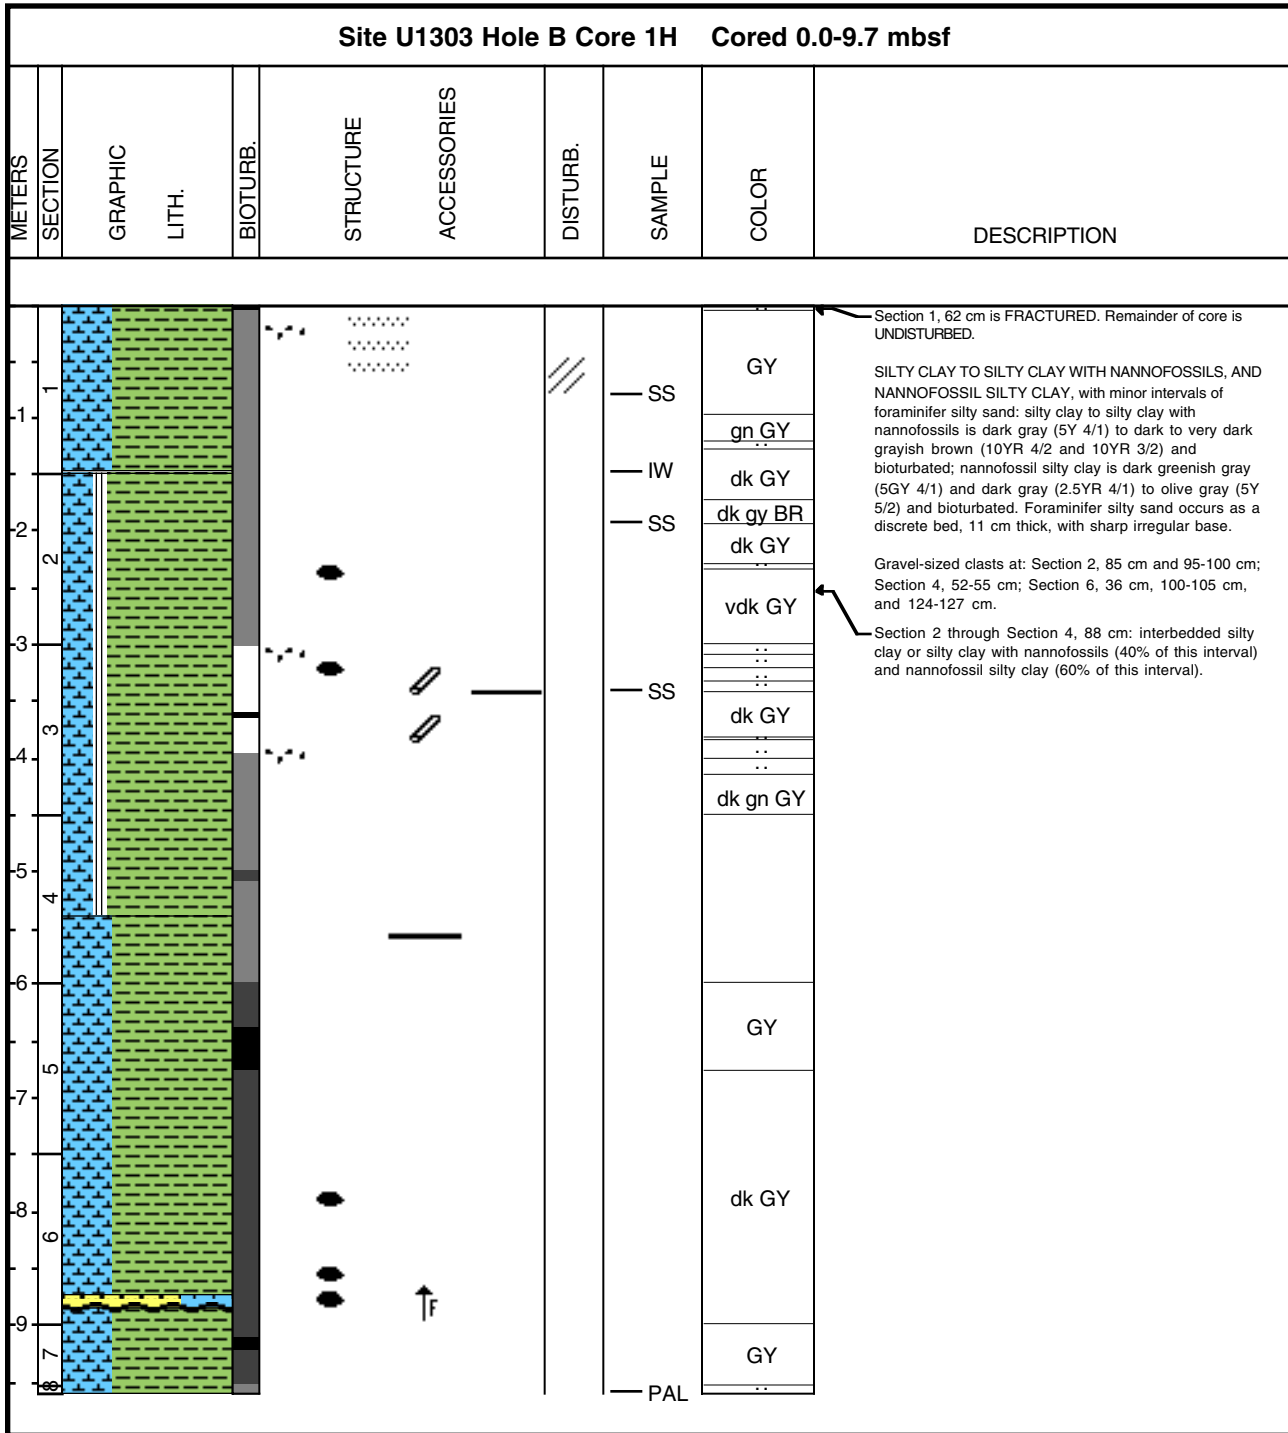 Site U1303 Hole B Core 1H Cored 0.0-9.7 mbsf
METERS
SECTION
GRAPHIC
LITH.
BIOTURB.
STRUCTURE
ACCESSORIES
DISTURB.
SAMPLE
COLOR
DESCRIPTION
1
2
3
4
5
6
7
8
9
1
2
3
4
5
6
7
8
F
SS
IW
SS
SS
PAL
GY
gn GY
dk GY
dk gy BR
dk GY
vdk GY
dk GY
dk gn GY
GY
dk GY
GY
Section 1, 62 cm is FRACTURED. Remainder of core is
UNDISTURBED.
SILTY CLAY TO SILTY CLAY WITH NANNOFOSSILS, AND
NANNOFOSSIL SILTY CLAY, with minor intervals of
foraminifer silty sand: silty clay to silty clay with
nannofossils is dark gray (5Y 4/1) to dark to very dark
grayish brown (10YR 4/2 and 10YR 3/2) and
bioturbated; nannofossil silty clay is dark greenish gray
(5GY 4/1) and dark gray (2.5YR 4/1) to olive gray (5Y
5/2) and bioturbated. Foraminifer silty sand occurs as a
discrete bed, 11 cm thick, with sharp irregular base.
Gravel-sized clasts at: Section 2, 85 cm and 95-100 cm;
Section 4, 52-55 cm; Section 6, 36 cm, 100-105 cm,
and 124-127 cm.
Section 2 through Section 4, 88 cm: interbedded silty
clay or silty clay with nannofossils (40% of this interval)
and nannofossil silty clay (60% of this interval).